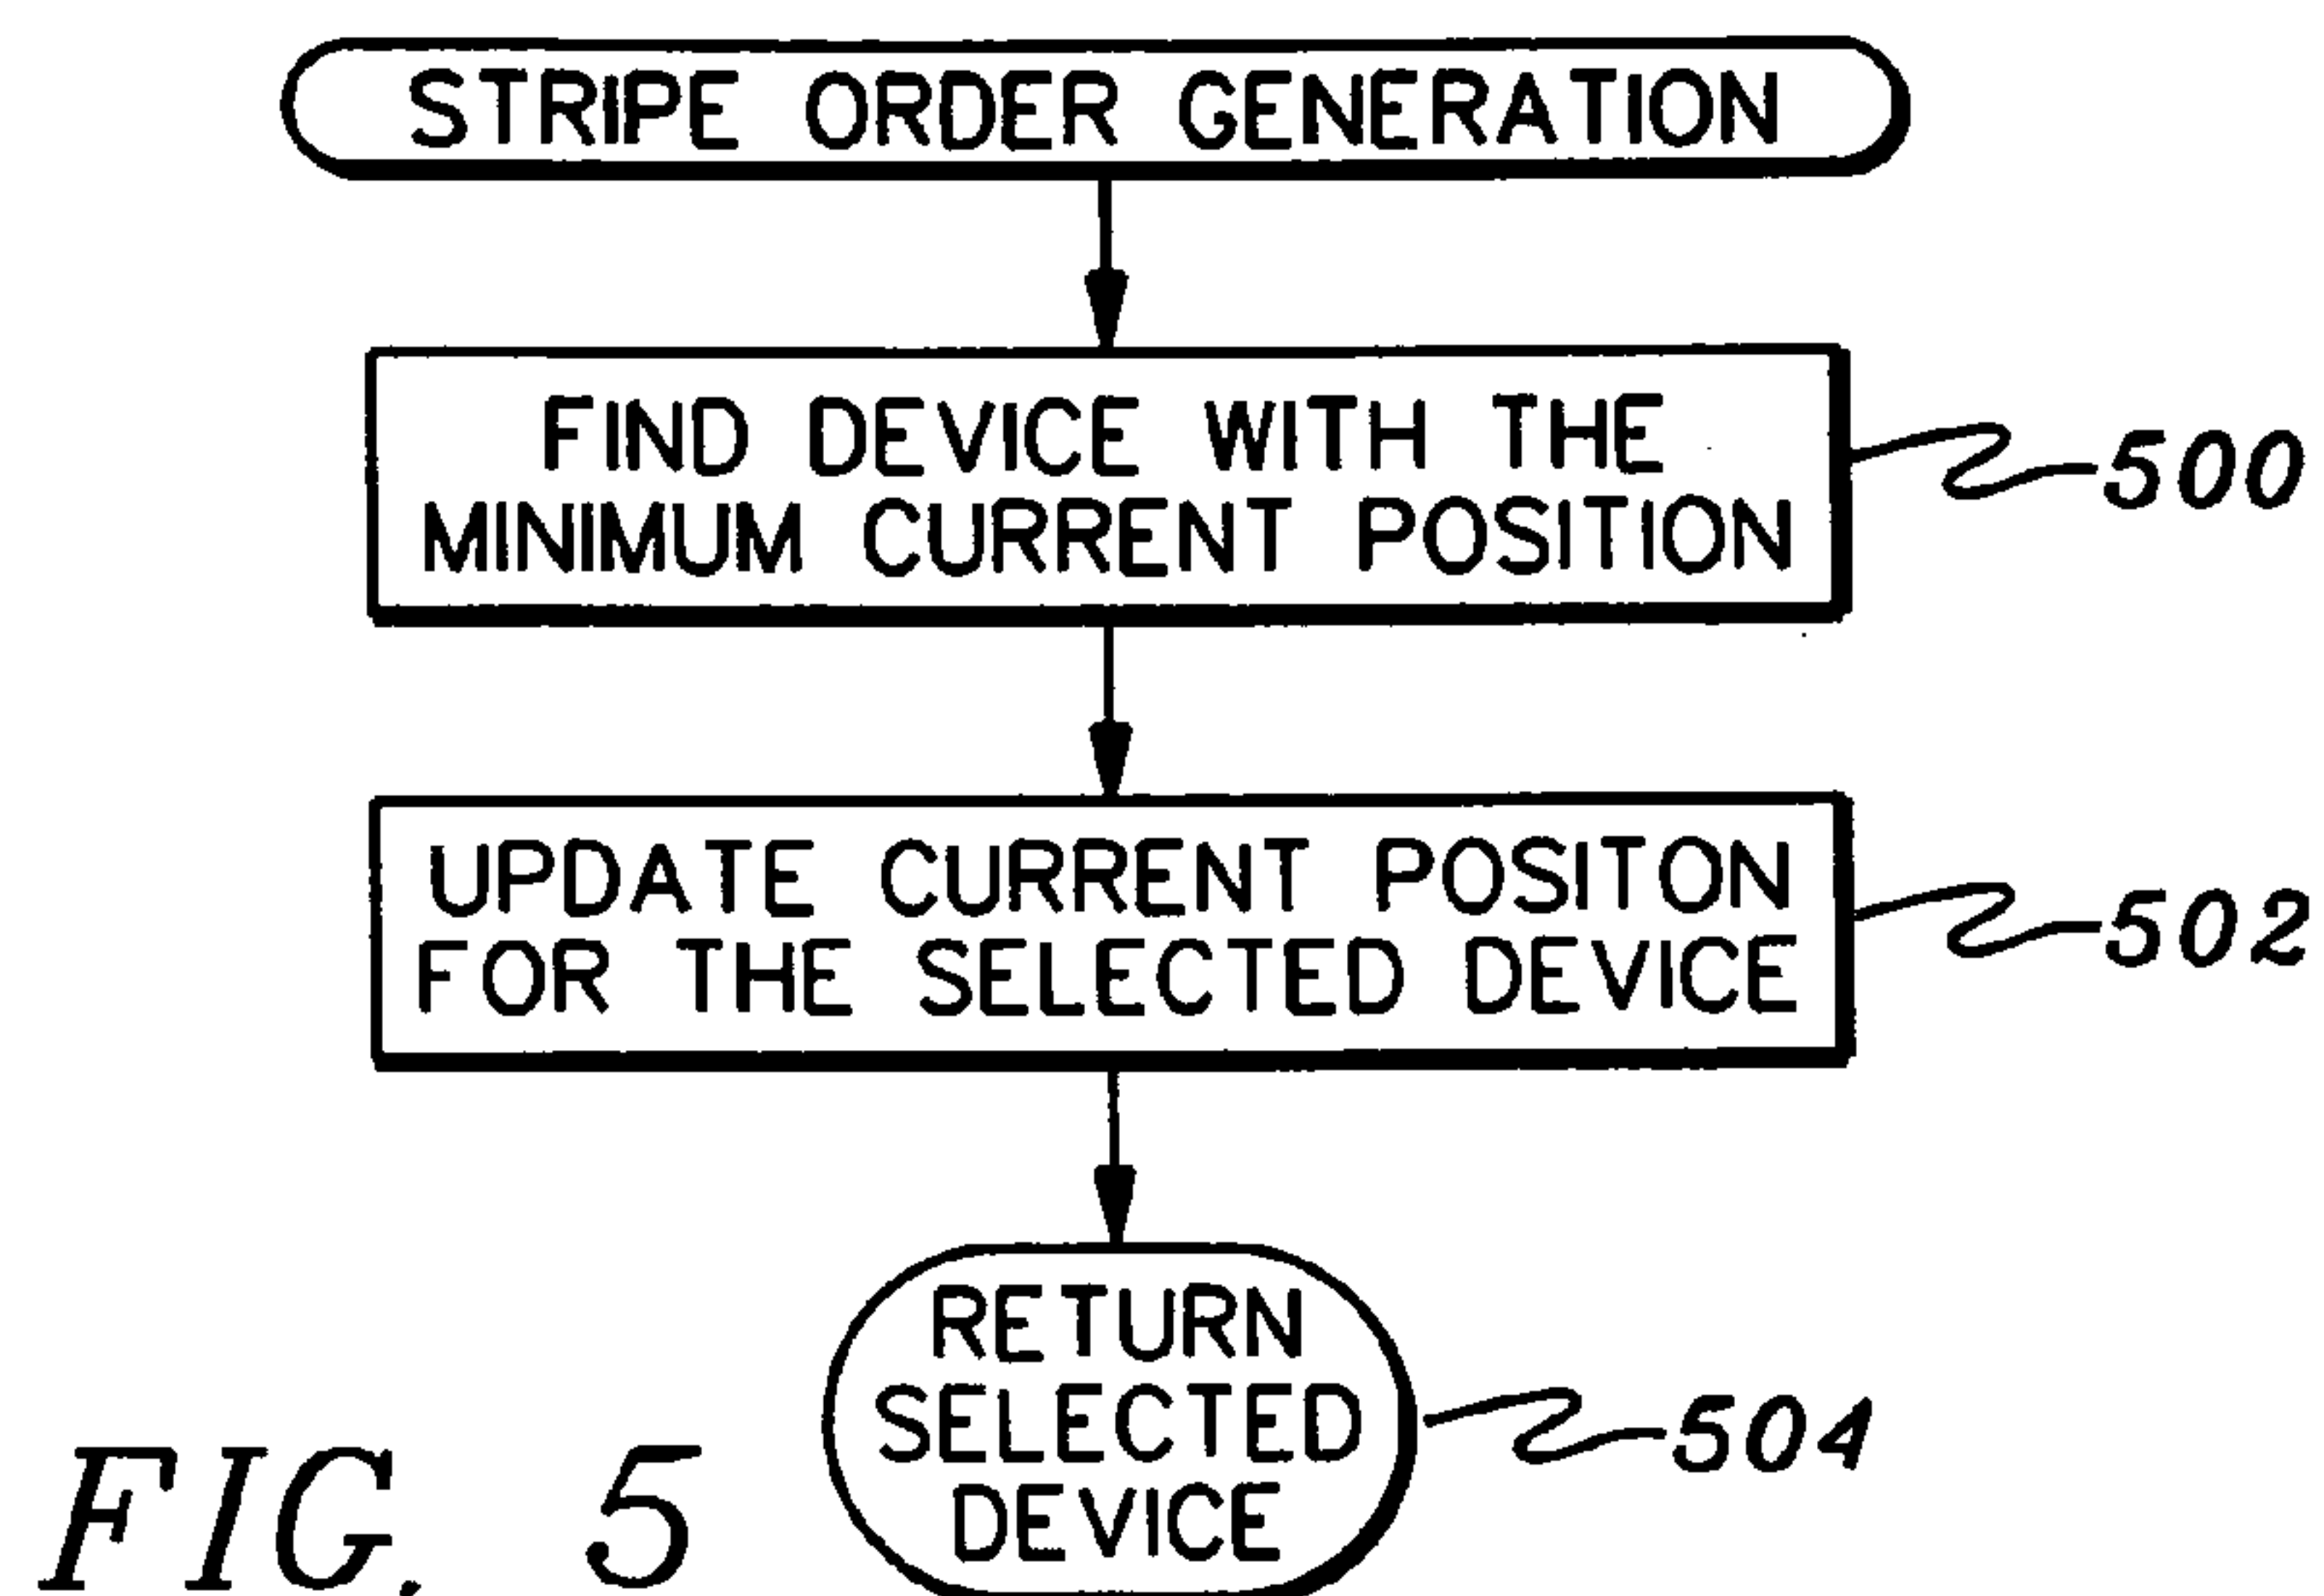 STRIPE ORDER GENERATION
FIND DEVICE WITH THE
MINIMUM CURRENT POSITION
500
UPDATE CURRENT POSITON
FOR THE SELECTED DEVICE
502
RETURN
SELECTED
DEVICE
504
FIG. 5